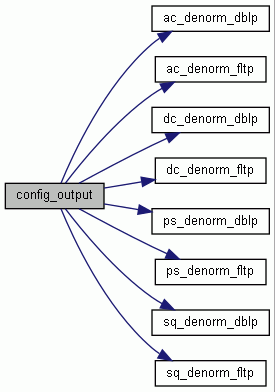 ac_denorm_dblp
ac_denorm_fltp
dc_denorm_dblp
dc_denorm_fltp
config_output
ps_denorm_dblp
ps_denorm_fltp
sq_denorm_dblp
sq_denorm_fltp